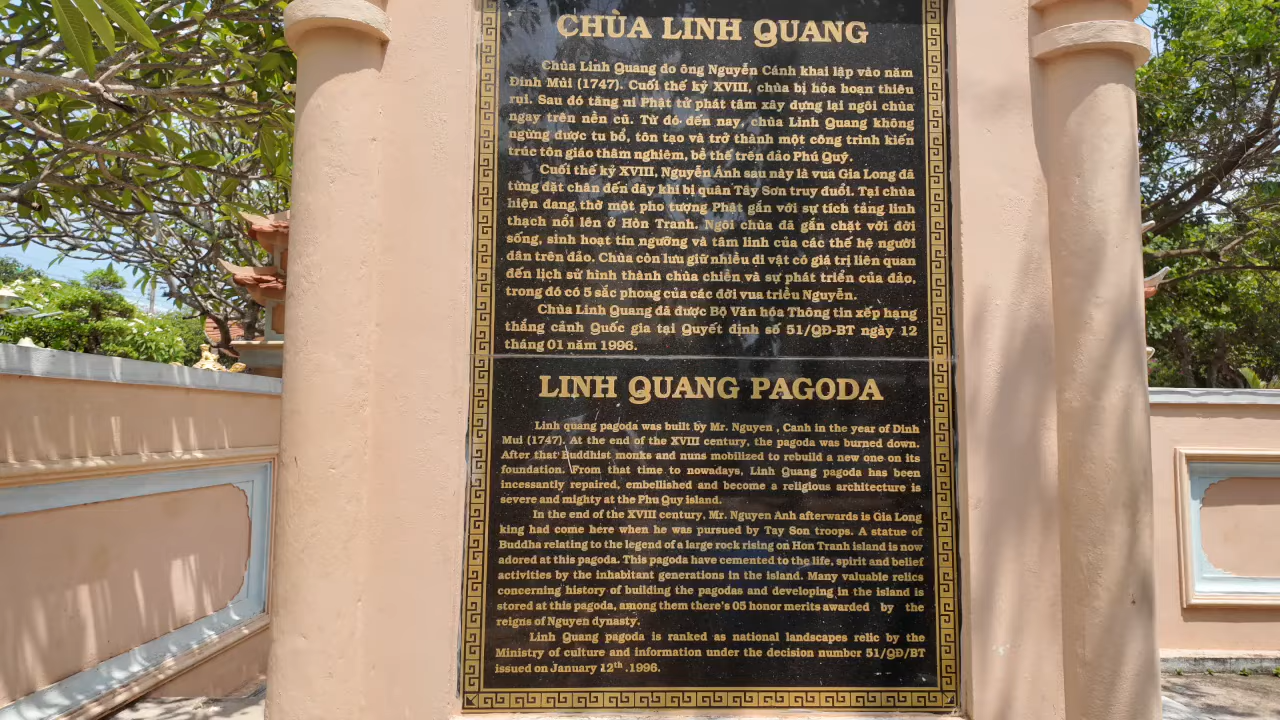 CHÙA LINH QUANG
Chùa Linh Quang do ông Nguyễn Cánh khai lập vào năm
Đinh Mùi (1747). Cuối thế kỷ XVIII, chùa bị hỏa hoạn thiêu
rụi. Sau đó tăng ni Phật tử phát tâm xây dựng lại ngôi chùa
ngay trên nền cũ. Từ đó đến nay, chùa Linh Quang không
ngừng được tu bổ, tôn tạo và trở thành một công trình kiến
trúc tôn giáo thâm nghiêm, bề thế trên đảo Phú Quý.
Cuối thế kỷ XVIII, Nguyễn Ánh sau này là vua Gia Long đã
từng đặt chân đến đây khi bị quân Tây Sơn truy đuổi. Tại chùa
hiện đang thờ một pho tượng Phật gắn với sự tích tảng linh
thạch nổi lên ở Hòn Tranh. Ngôi chùa đã gắn chặt với đời
sống, sinh hoạt tín ngưỡng và tâm linh của các thế hệ người
dân trên đảo. Chùa còn lưu giữ nhiều di vật có giá trị liên quan
đến lịch sử hình thành chùa chiền và sự phát triển của đảo,
trong đó có 5 sắc phong của các đời vua triều Nguyễn.
Chùa Linh Quang đã được Bộ Văn hóa Thông tin xếp hạng
thắng cảnh Quốc gia tại Quyết định số 51/QĐ-BT ngày 12
tháng 01 năm 1996.
LINH QUANG PAGODA
Linh quang pagoda was built by Mr. Nguyen , Canh in the year of Dinh
Mui (1747). At the end of the XVIII century, the pagoda was burned down.
After that Buddhist monks and nuns mobilized to rebuild a new one on its
foundation. From that time to nowadays, Linh Quang pagoda has been
incessantly repaired, embellished and become a religious architecture is
severe and mighty at the Phu Quy island.
In the end of the XVIII century, Mr. Nguyen Anh afterwards is Gia Long
king had come here when he was pursued by Tay Son troops. A statue of
Buddha relating to the legend of a large rock rising on Hon Tranh island is now
adored at this pagoda. This pagoda have cemented to the life, spirit and belief
activities by the inhabitant generations in the island. Many valuable relics
concerning history of building the pagodas and developing in the island is
stored at this pagoda, among them there's 05 honor merits awarded by the
reigns of Nguyen dynasty.
Linh Quang pagoda is ranked as national landscapes relic by the
Ministry of culture and information under the decision number 51/QĐ/BT
issued on January 12th .1996.